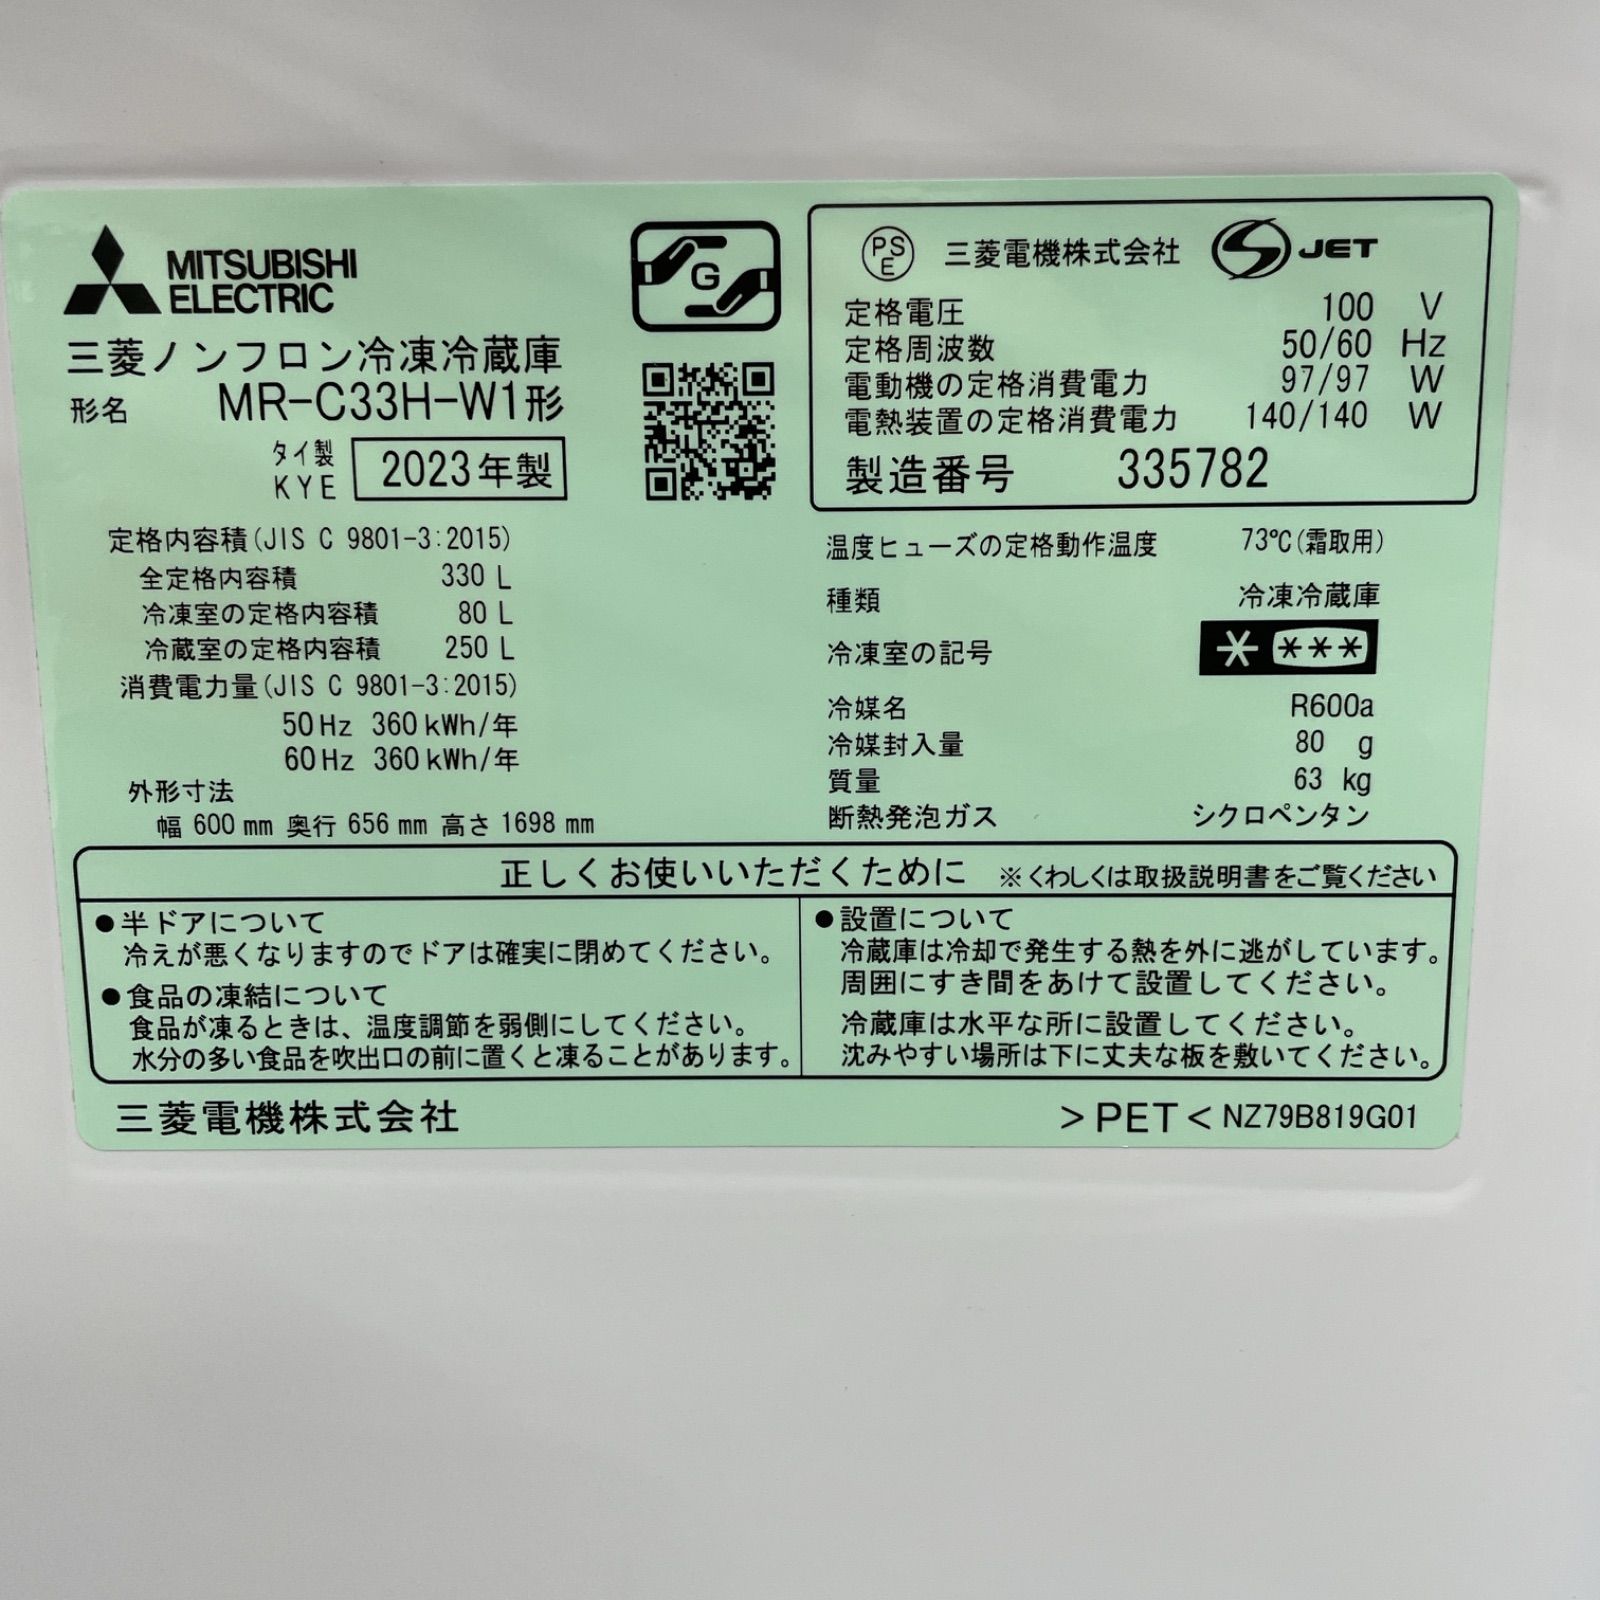 MITSUBISHI
ELECTRIC
G
三菱ノンフロン冷凍冷蔵庫
形名 MR-C33H-W1形
タイ製
KYE
2023年製
PS
E
三菱電機株式会社
S JET
定格電圧 100 V
定格周波数 50/60 Hz
電動機の定格消費電力 97/97 W
電熱装置の定格消費電力 140/140 W
製造番号 335782
定格内容積(JIS C 9801-3:2015)
全定格内容積 330 L
冷凍室の定格内容積 80 L
冷蔵室の定格内容積 250 L
消費電力量(JIS C 9801-3:2015)
50Hz 360kWh/年
60Hz 360kWh/年
外形寸法
幅 600mm 奥行 656mm 高さ 1698mm
温度ヒューズの定格動作温度 73℃(霜取用)
種類 冷凍冷蔵庫
冷凍室の記号 * ***
冷媒名 R600a
冷媒封入量 80 g
質量 63 kg
断熱発泡ガス シクロペンタン
正しくお使いいただくために ※くわしくは取扱説明書をご覧ください
●半ドアについて
冷えが悪くなりますのでドアは確実に閉めてください。
●食品の凍結について
食品が凍るときは、温度調節を弱側にしてください。
水分の多い食品を吹出口の前に置くと凍ることがあります。
●設置について
冷蔵庫は冷却で発生する熱を外に逃がしています。
周囲にすき間をあけて設置してください。
冷蔵庫は水平な所に設置してください。
沈みやすい場所は下に丈夫な板を敷いてください。
三菱電機株式会社
>PET< NZ79B819G01